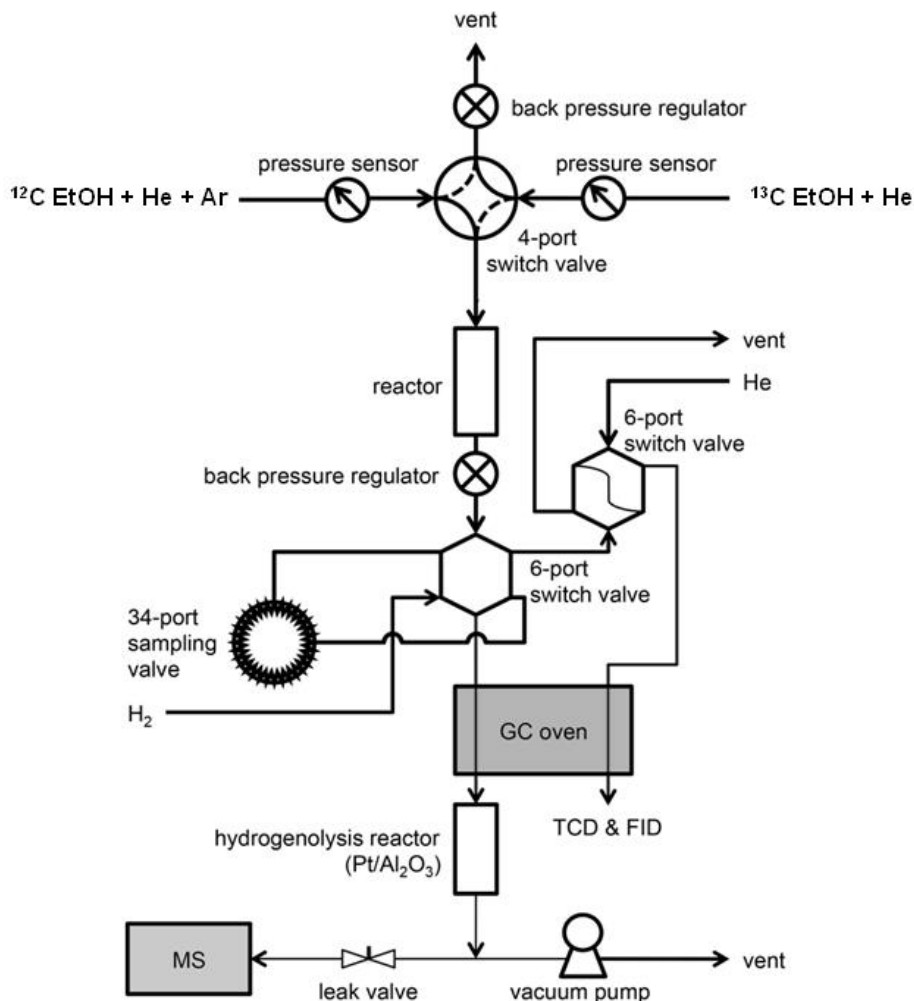 vent
back pressure regulator
pressure sensor
pressure sensor
¹²C EtOH + He + Ar
¹³C EtOH + He
4-port
switch valve
vent
reactor
He
6-port
switch valve
back pressure regulator
6-port
switch valve
34-port
sampling
valve
H₂
GC oven
TCD & FID
hydrogenolysis reactor
(Pt/Al₂O₃)
MS
vent
leak valve
vacuum pump